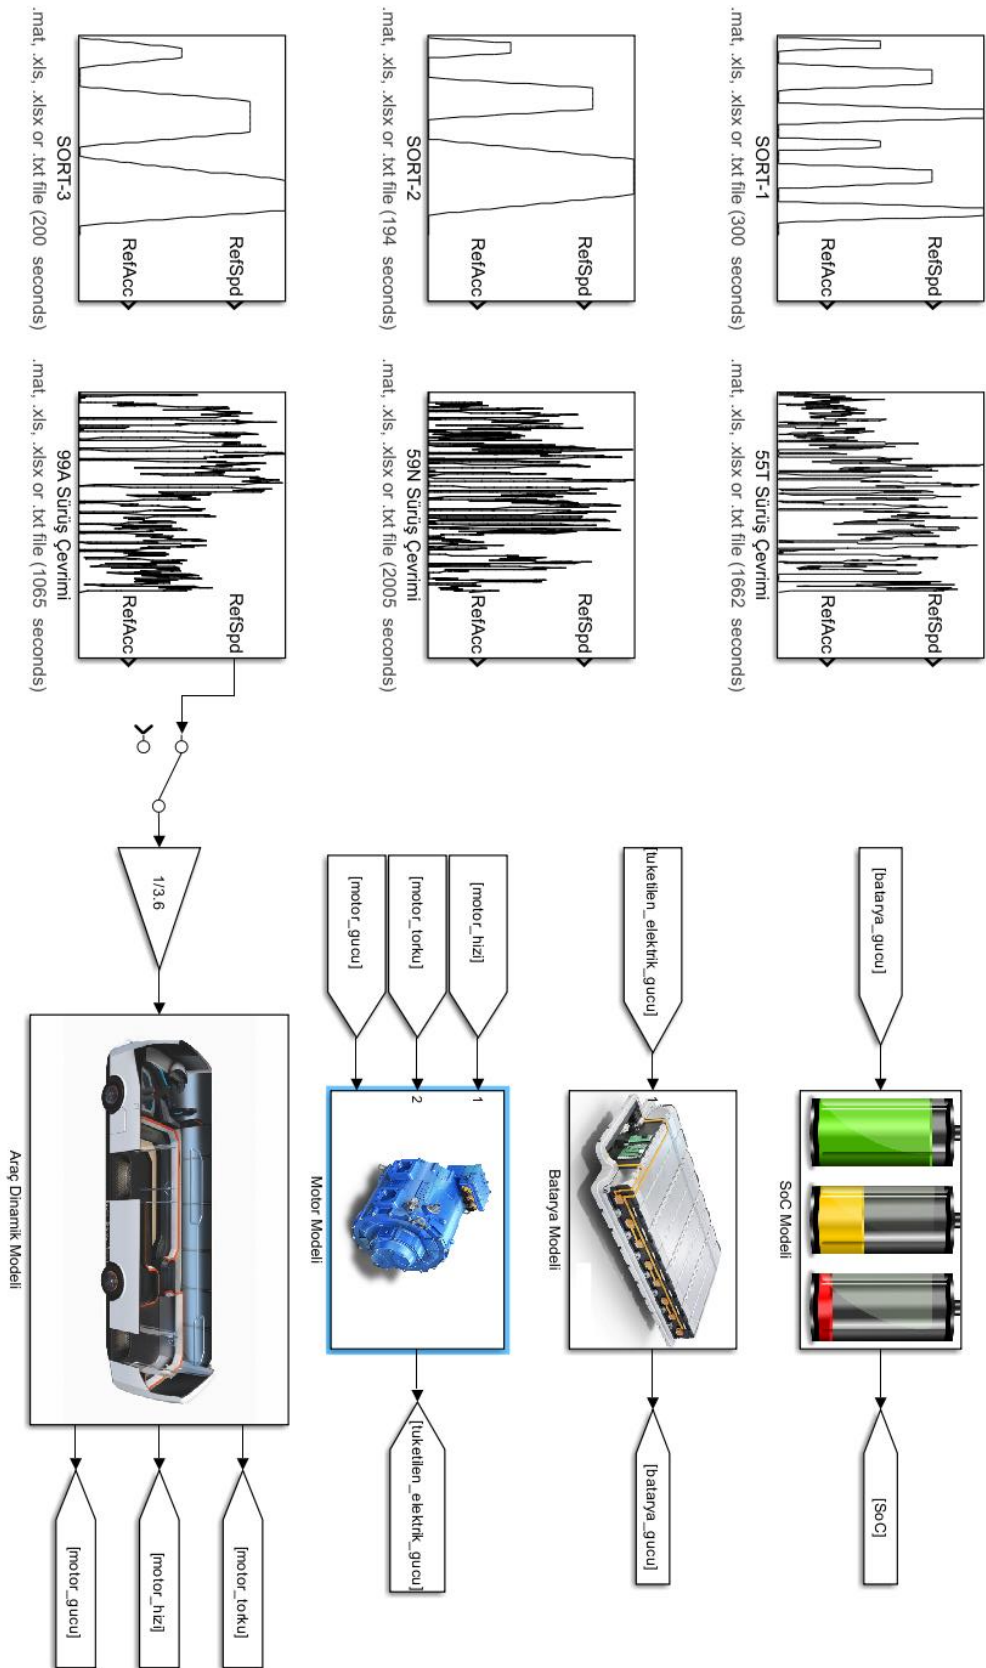 RefSpd
RefAcc
SORT-1
.mat, .xls, .xlsx or .txt file (300 seconds)
RefSpd
RefAcc
55T Sürüş Çevrimi
.mat, .xls, .xlsx or .txt file (1662 seconds)
[batarya_gucu]
SoC Modeli
[SoC]
RefSpd
RefAcc
SORT-2
.mat, .xls, .xlsx or .txt file (194 seconds)
RefSpd
RefAcc
59N Sürüş Çevrimi
.mat, .xls, .xlsx or .txt file (2005 seconds)
[tuketilen_elektrik_gucu]
1
Batarya Modeli
[batarya_gucu]
[motor_hizi]
[motor_torku]
[motor_gucu]
1
2
Motor Modeli
[tuketilen_elektrik_gucu]
RefSpd
RefAcc
SORT-3
.mat, .xls, .xlsx or .txt file (200 seconds)
RefSpd
RefAcc
99A Sürüş Çevrimi
.mat, .xls, .xlsx or .txt file (1065 seconds)
1/3.6
Araç Dinamik Modeli
[motor_torku]
[motor_hizi]
[motor_gucu]